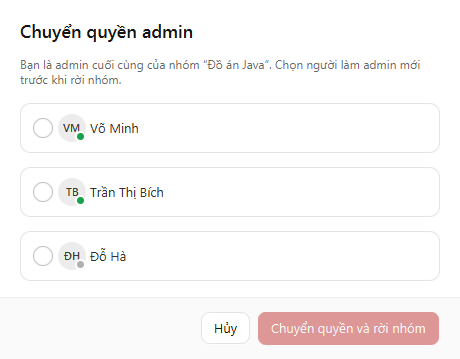 Chuyển quyền admin
Bạn là admin cuối cùng của nhóm “Đồ án Java”. Chọn người làm admin mới
trước khi rời nhóm.
VM Võ Minh
TB Trần Thị Bích
ĐH Đỗ Hà
Hủy Chuyển quyền và rời nhóm